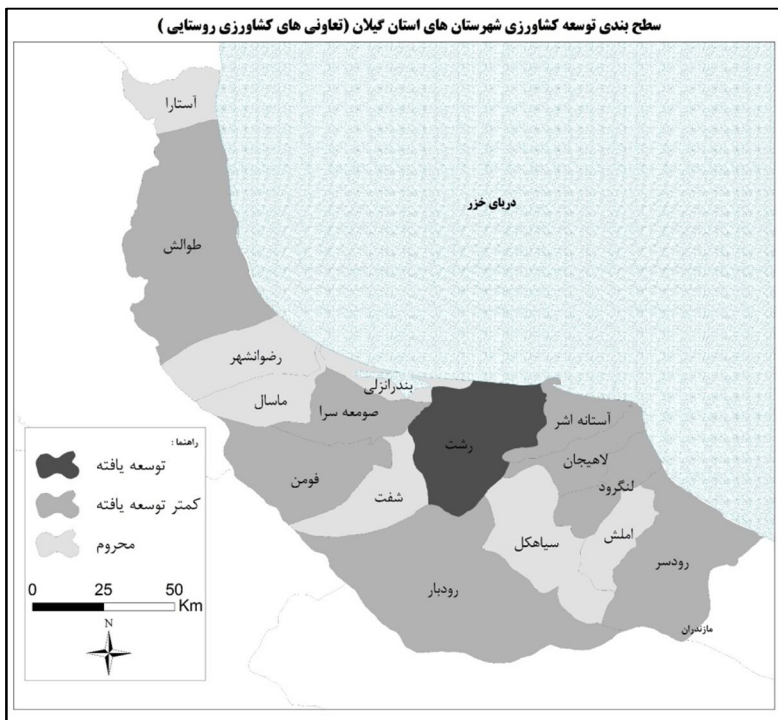 سطح بندی توسعه کشاورزی شهرستان های استان گیلان (تعاونی های کشاورزی روستایی )
آستارا
دریای خزر
طوالش
رضوانشهر
بندرانزلی
ماسال
صومعه سرا
آستانه اشر
رشت
لاهیجان
لنگرود
فومن
شفت
املش
سیاهکل
رودسر
رودبار
مازندران
راهنما :
توسعه یافته
کمتر توسعه یافته
محروم
0 25 50
Km
N